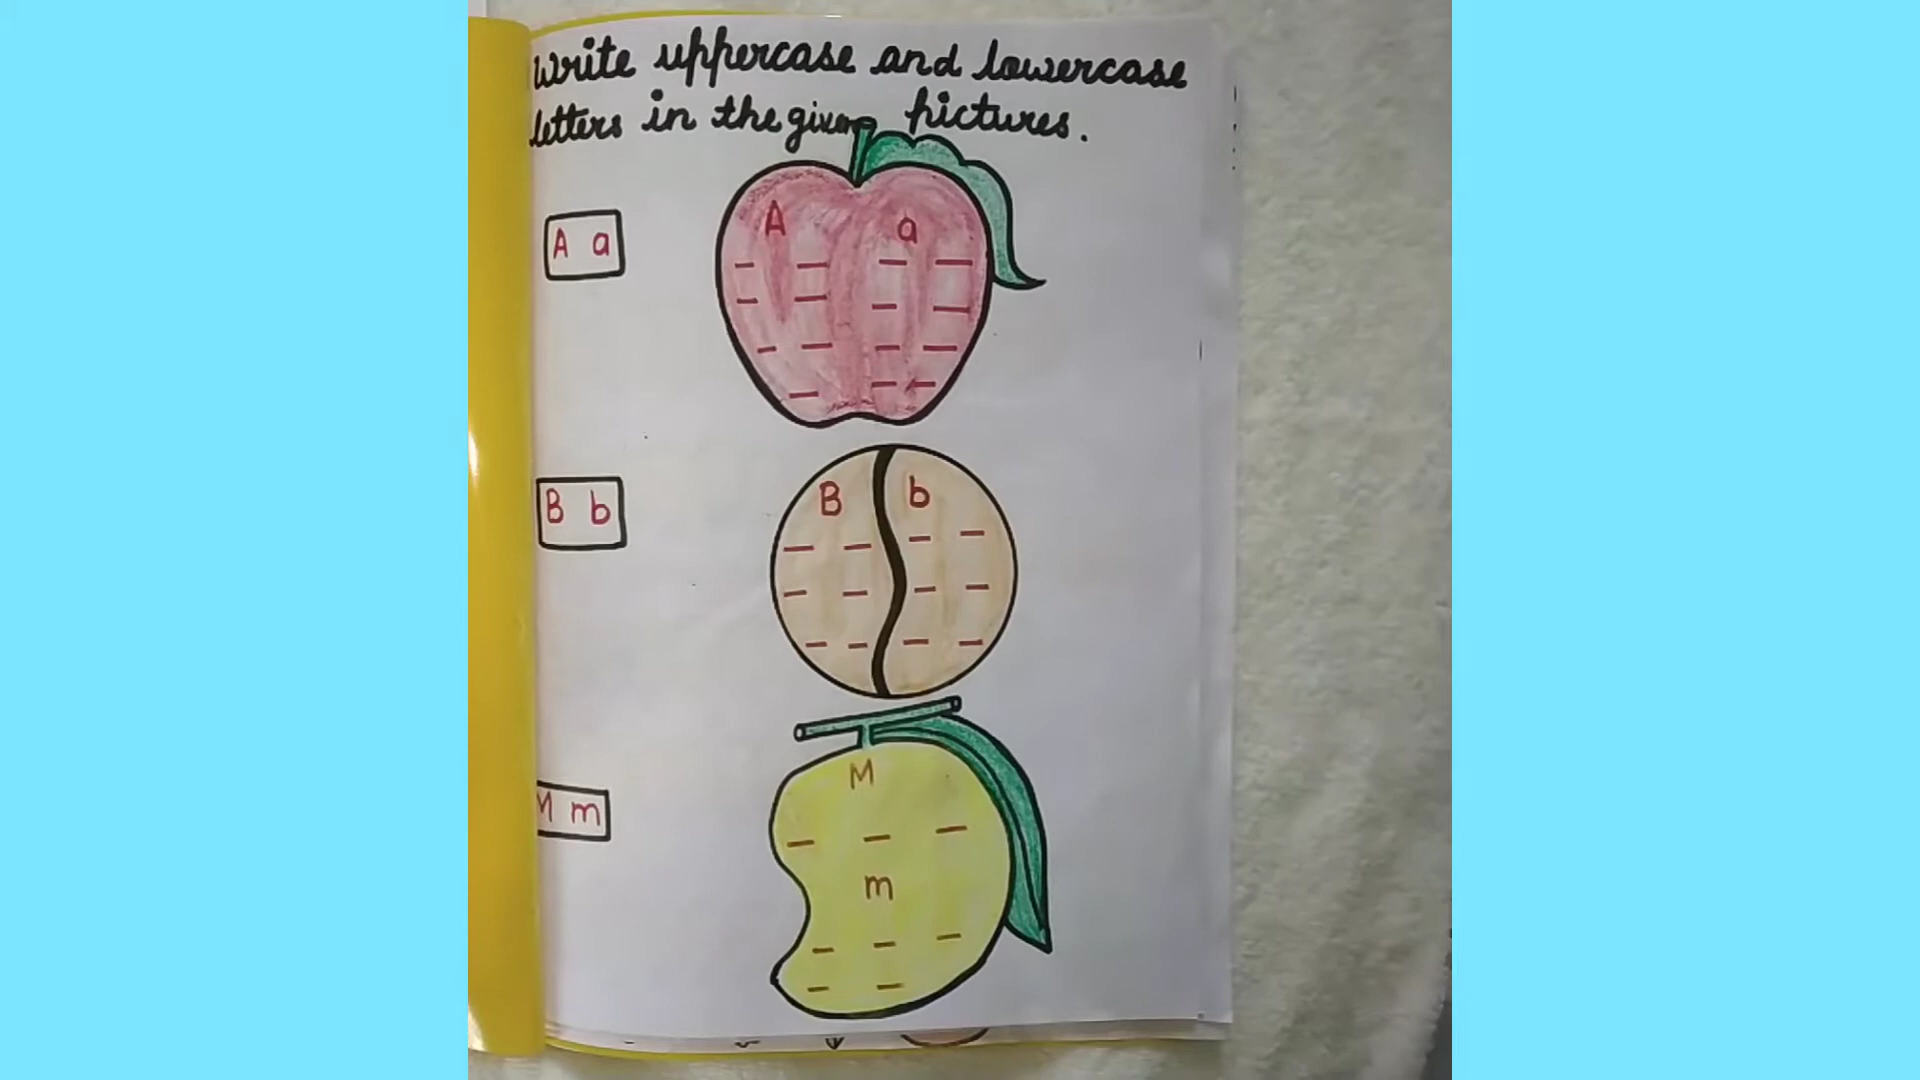 Write uppercase and lowercase
letters in the given pictures.
A a
A a
B b
B b
M
M m
m